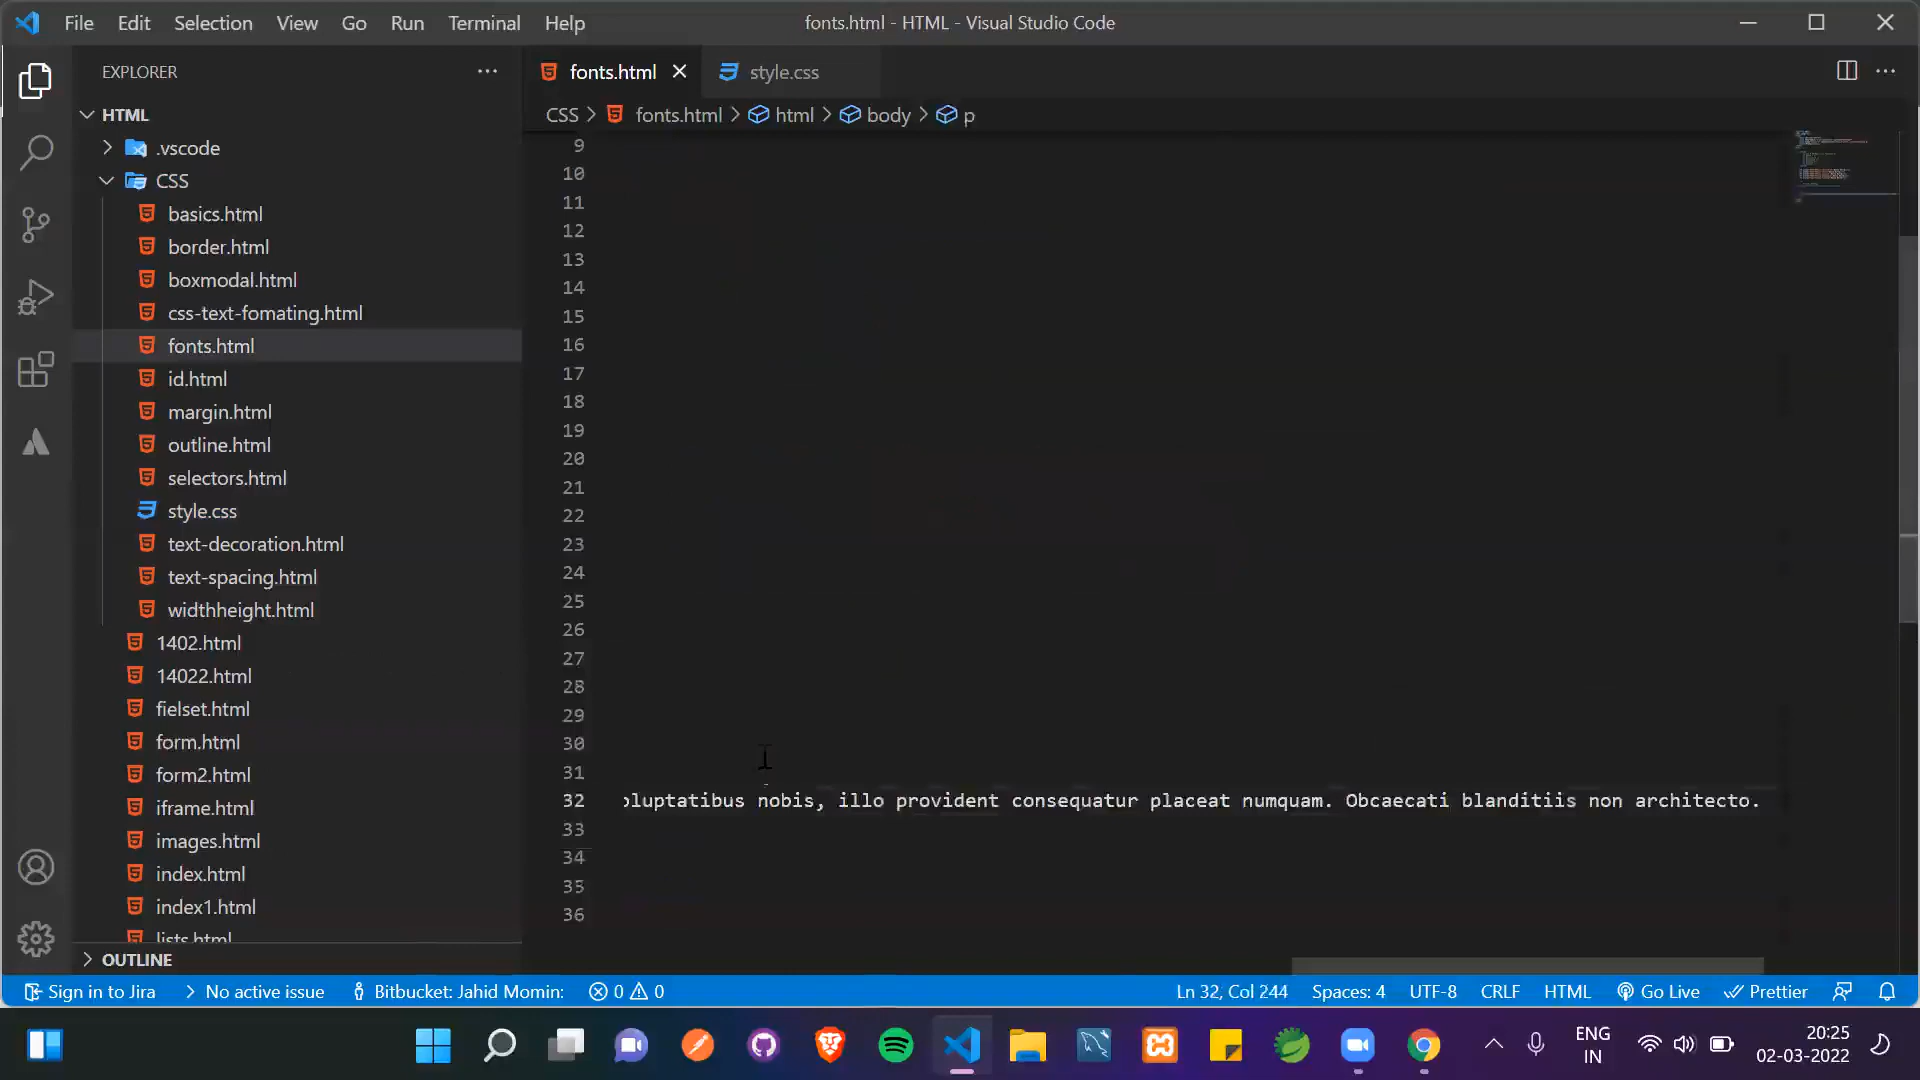 File Edit Selection View Go Run Terminal Help
fonts.html - HTML - Visual Studio Code
EXPLORER
fonts.html
style.css
HTML
CSS > fonts.html > html > body > p
.vscode
CSS
basics.html
border.html
boxmodal.html
css-text-fomating.html
fonts.html
id.html
margin.html
outline.html
selectors.html
style.css
text-decoration.html
text-spacing.html
widthheight.html
1402.html
14022.html
fielset.html
form.html
form2.html
iframe.html
images.html
index.html
index1.html
lists.html
OUTLINE
9
10
11
12
13
14
15
16
17
18
19
20
21
22
23
24
25
26
27
28
29
30
31
32 oluptatibus nobis, illo provident consequatur placeat numquam. Obcaecati blanditiis non architecto.
33
34
35
36
Sign in to Jira
No active issue
Bitbucket: Jahid Momin:
0 0
Ln 32, Col 244
Spaces: 4
UTF-8
CRLF
HTML
Go Live
Prettier
ENG
IN
20:25
02-03-2022